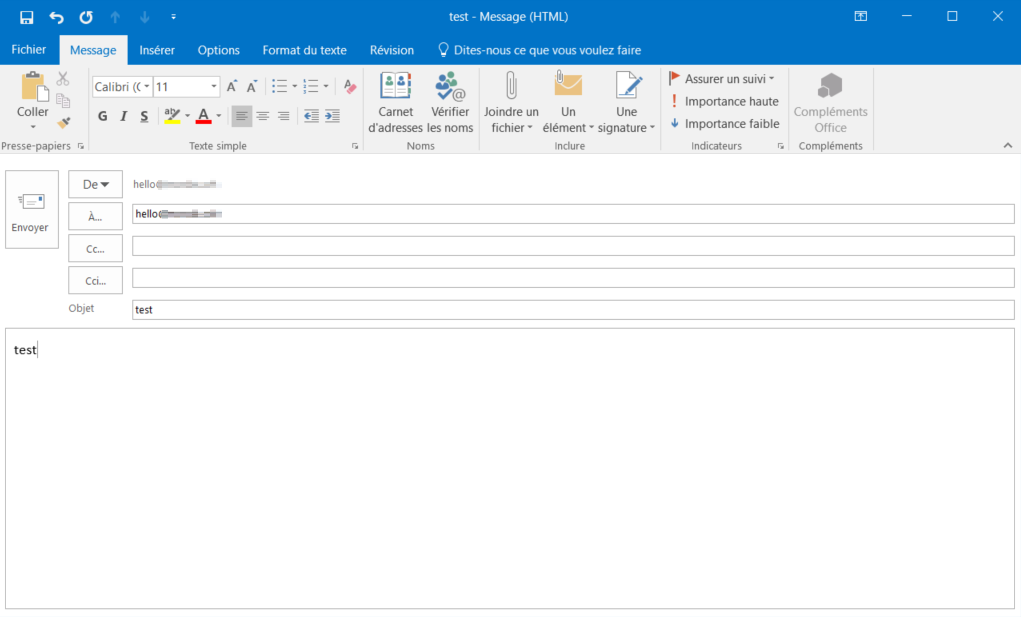 test - Message (HTML)
Fichier Message Insérer Options Format du texte Révision Dites-nous ce que vous voulez faire
Coller
Presse-papiers
Calibri (C 11
G I S
Texte simple
Carnet d'adresses
Vérifier les noms
Noms
Joindre un fichier
Un élément
Une signature
Inclure
Assurer un suivi
Importance haute
Importance faible
Indicateurs
Compléments Office
Compléments
Envoyer
De
hello@
À...
hello@
Cc...
Cci...
Objet
test
test